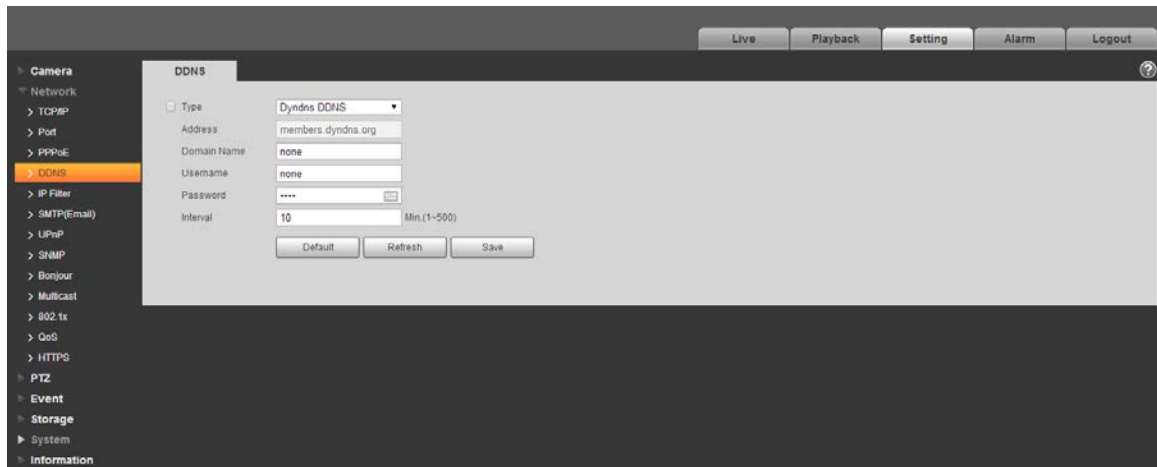 Live Playback Setting Alarm Logout
Camera
Network
TCP/IP
Port
PPPoE
DDNS
IP Filter
SMTP(Email)
UPnP
SNMP
Bonjour
Multicast
802.1x
QoS
HTTPS
PTZ
Event
Storage
System
Information
DDNS
Type Dyndns DDNS
Address members.dyndns.org
Domain Name none
Username none
Password ••••
Interval 10 Min.(1~500)
Default Refresh Save